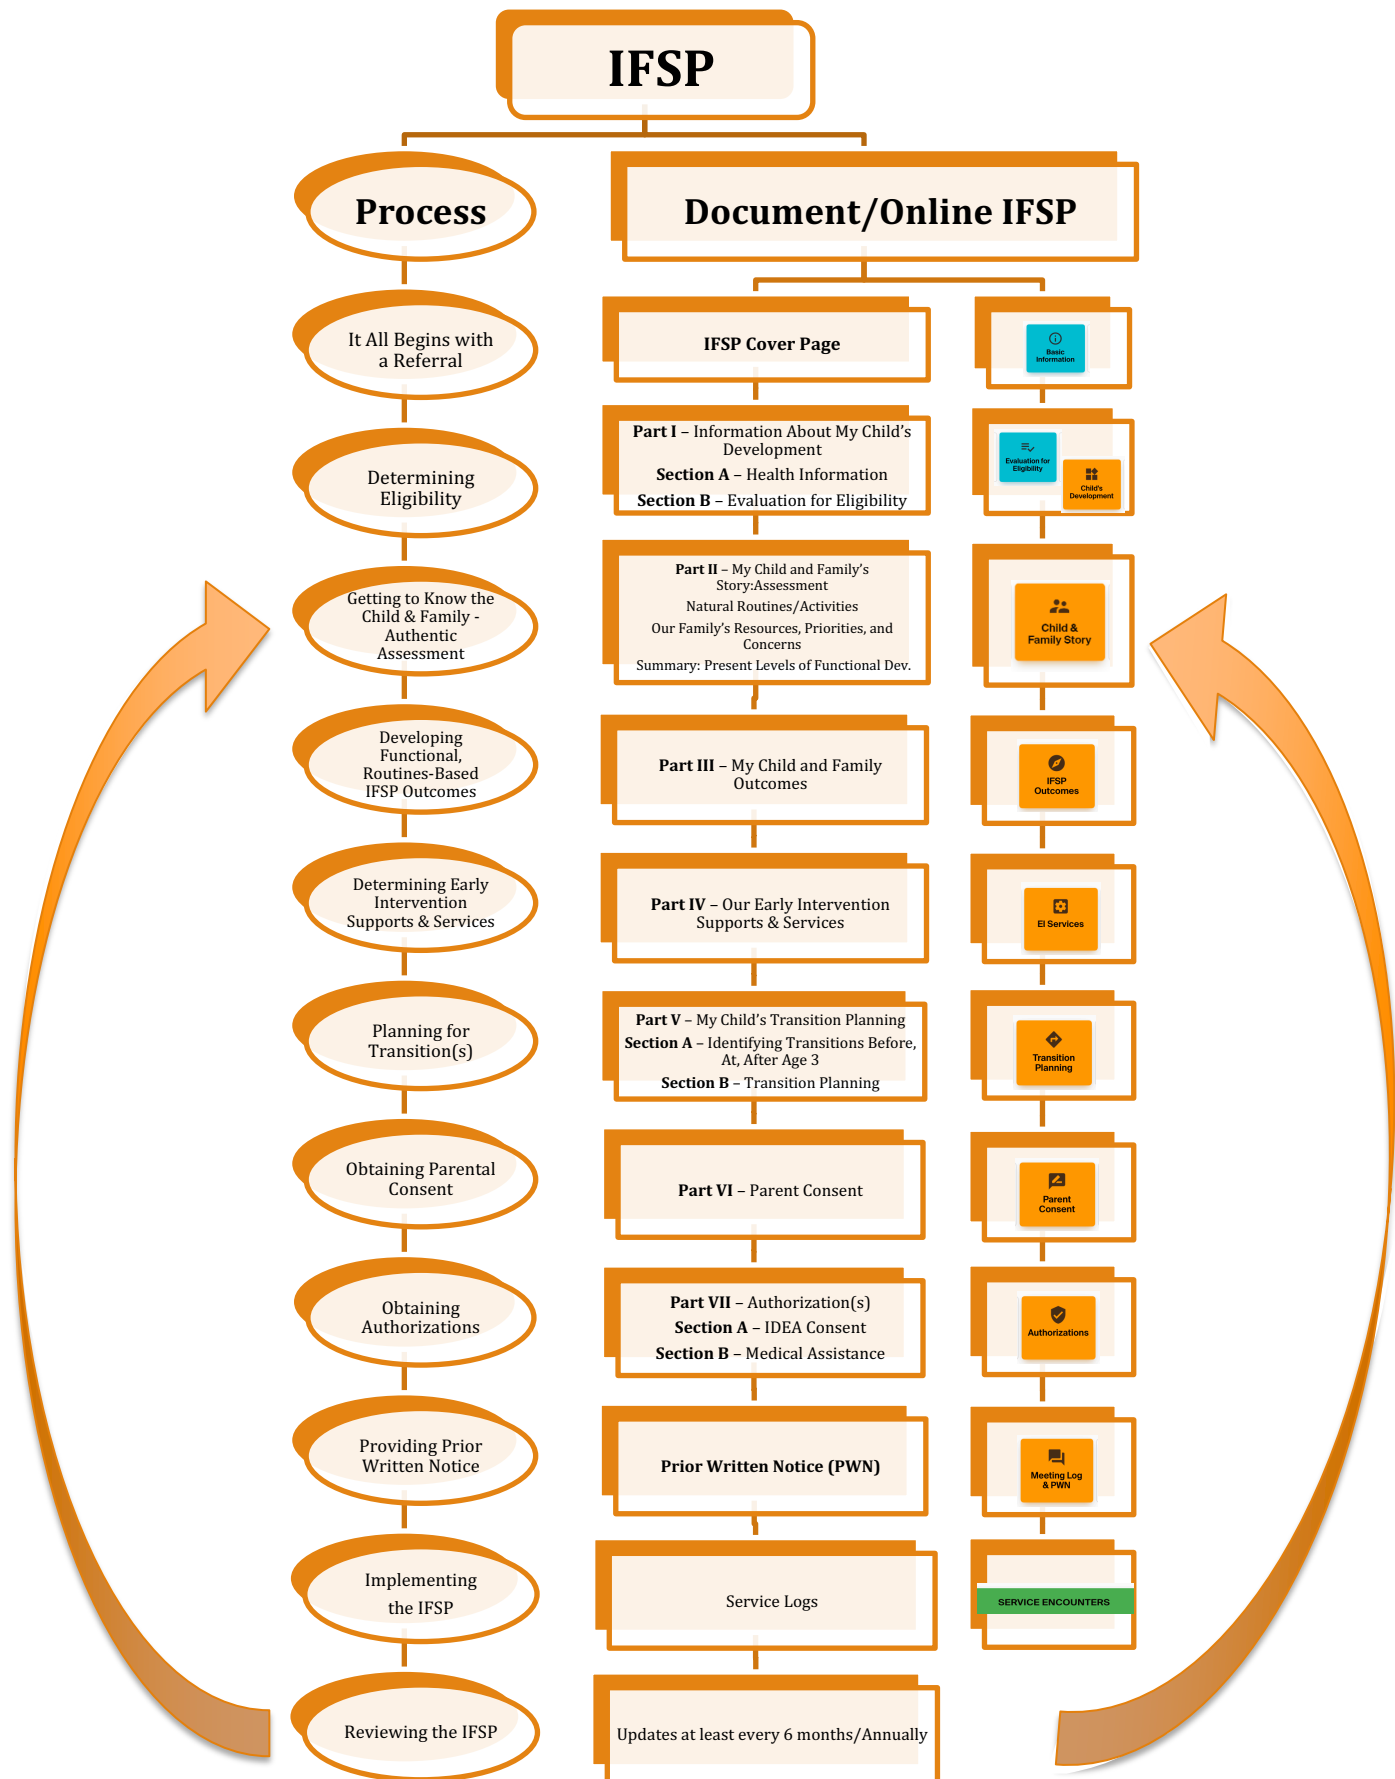 IFSP
Process
Document/Online IFSP
It All Begins with
a Referral
IFSP Cover Page
Basic
Information
Determining
Eligibility
Part I – Information About My Child's
Development
Section A – Health Information
Section B – Evaluation for Eligibility
Evaluation for
Eligibility
Child's
Development
Getting to Know the
Child & Family -
Authentic
Assessment
Part II – My Child and Family's
Story:Assessment
Natural Routines/Activities
Our Family's Resources, Priorities, and
Concerns
Summary: Present Levels of Functional Dev.
Child &
Family Story
Developing
Functional,
Routines-Based
IFSP Outcomes
Part III – My Child and Family
Outcomes
IFSP
Outcomes
Determining Early
Intervention
Supports & Services
Part IV – Our Early Intervention
Supports & Services
EI Services
Planning for
Transition(s)
Part V – My Child's Transition Planning
Section A – Identifying Transitions Before,
At, After Age 3
Section B – Transition Planning
Transition
Planning
Obtaining Parental
Consent
Part VI – Parent Consent
Parent
Consent
Obtaining
Authorizations
Part VII – Authorization(s)
Section A – IDEA Consent
Section B – Medical Assistance
Authorizations
Providing Prior
Written Notice
Prior Written Notice (PWN)
Meeting Log
& PWN
Implementing
the IFSP
Service Logs
SERVICE ENCOUNTERS
Reviewing the IFSP
Updates at least every 6 months/Annually